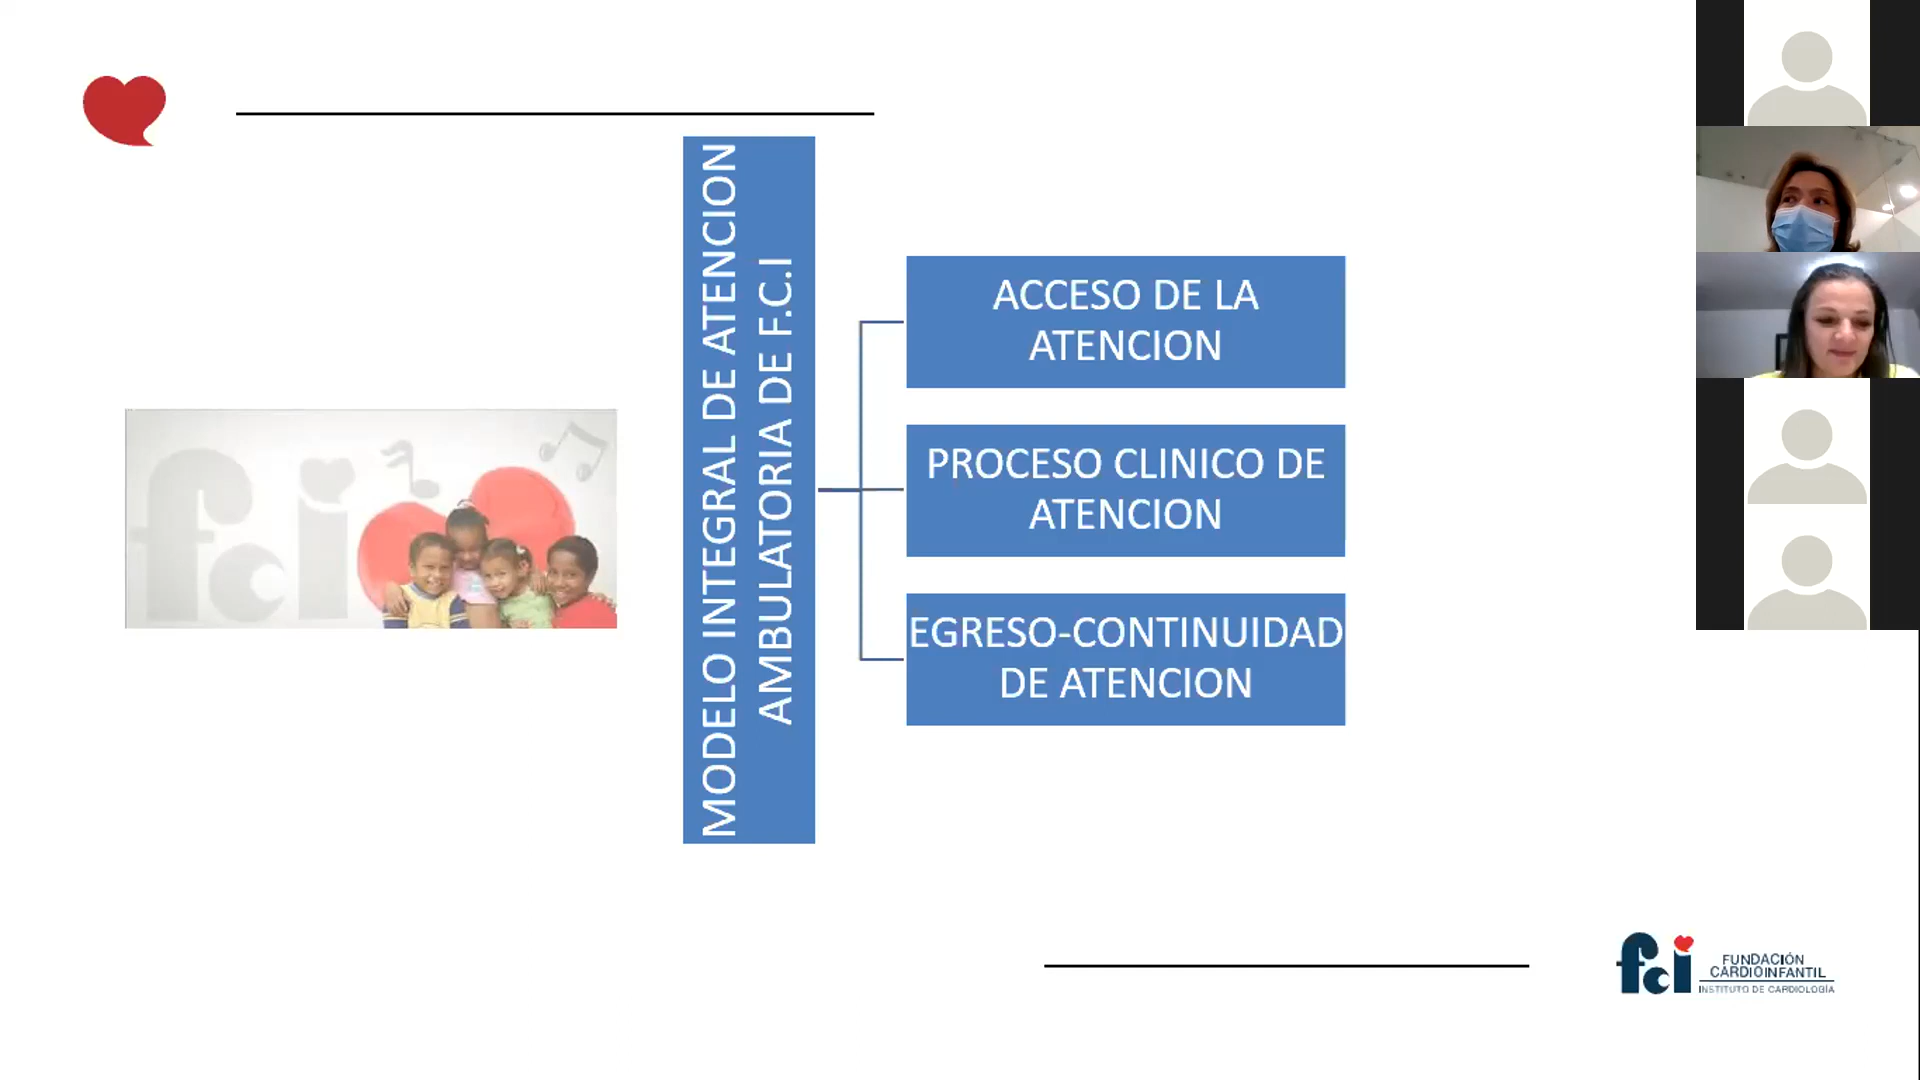 MODELO INTEGRAL DE ATENCION
AMBULATORIA DE F.C.I
ACCESO DE LA
ATENCION
PROCESO CLINICO DE
ATENCION
EGRESO-CONTINUIDAD
DE ATENCION
fci
fci
FUNDACIÓN
CARDIOINFANTIL
INSTITUTO DE CARDIOLOGÍA